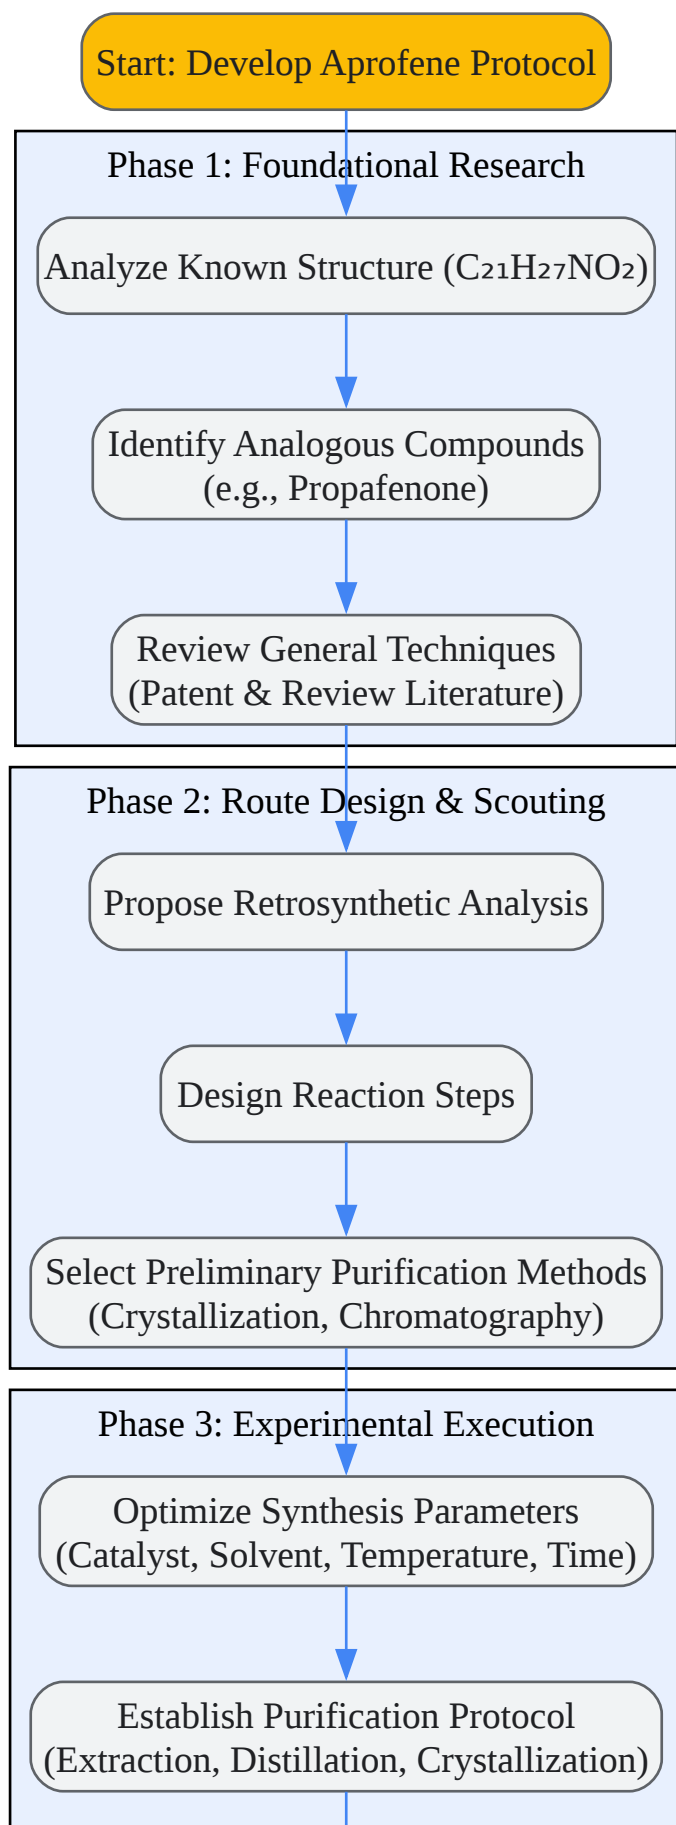 Start: Develop Aprofene Protocol
Phase 1: Foundational Research
Analyze Known Structure (C₂₁H₂₇NO₂)
Identify Analogous Compounds
(e.g., Propafenone)
Review General Techniques
(Patent & Review Literature)
Phase 2: Route Design & Scouting
Propose Retrosynthetic Analysis
Design Reaction Steps
Select Preliminary Purification Methods
(Crystallization, Chromatography)
Phase 3: Experimental Execution
Optimize Synthesis Parameters
(Catalyst, Solvent, Temperature, Time)
Establish Purification Protocol
(Extraction, Distillation, Crystallization)